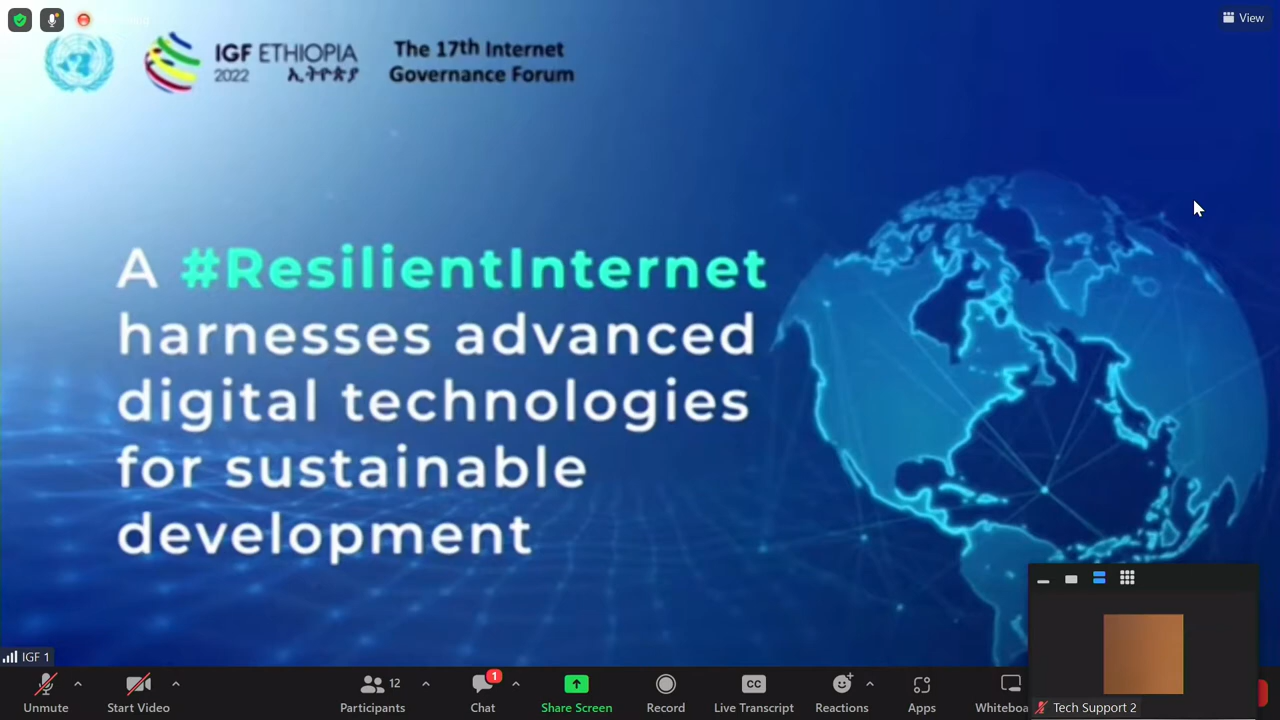 View
IGF ETHIOPIA
2022 ኢትዮጵያ
The 17th Internet
Governance Forum
A #ResilientInternet
harnesses advanced
digital technologies
for sustainable
development
IGF 1
Tech Support 2
12
1
CC
Unmute
Start Video
Participants
Chat
Share Screen
Record
Live Transcript
Reactions
Apps